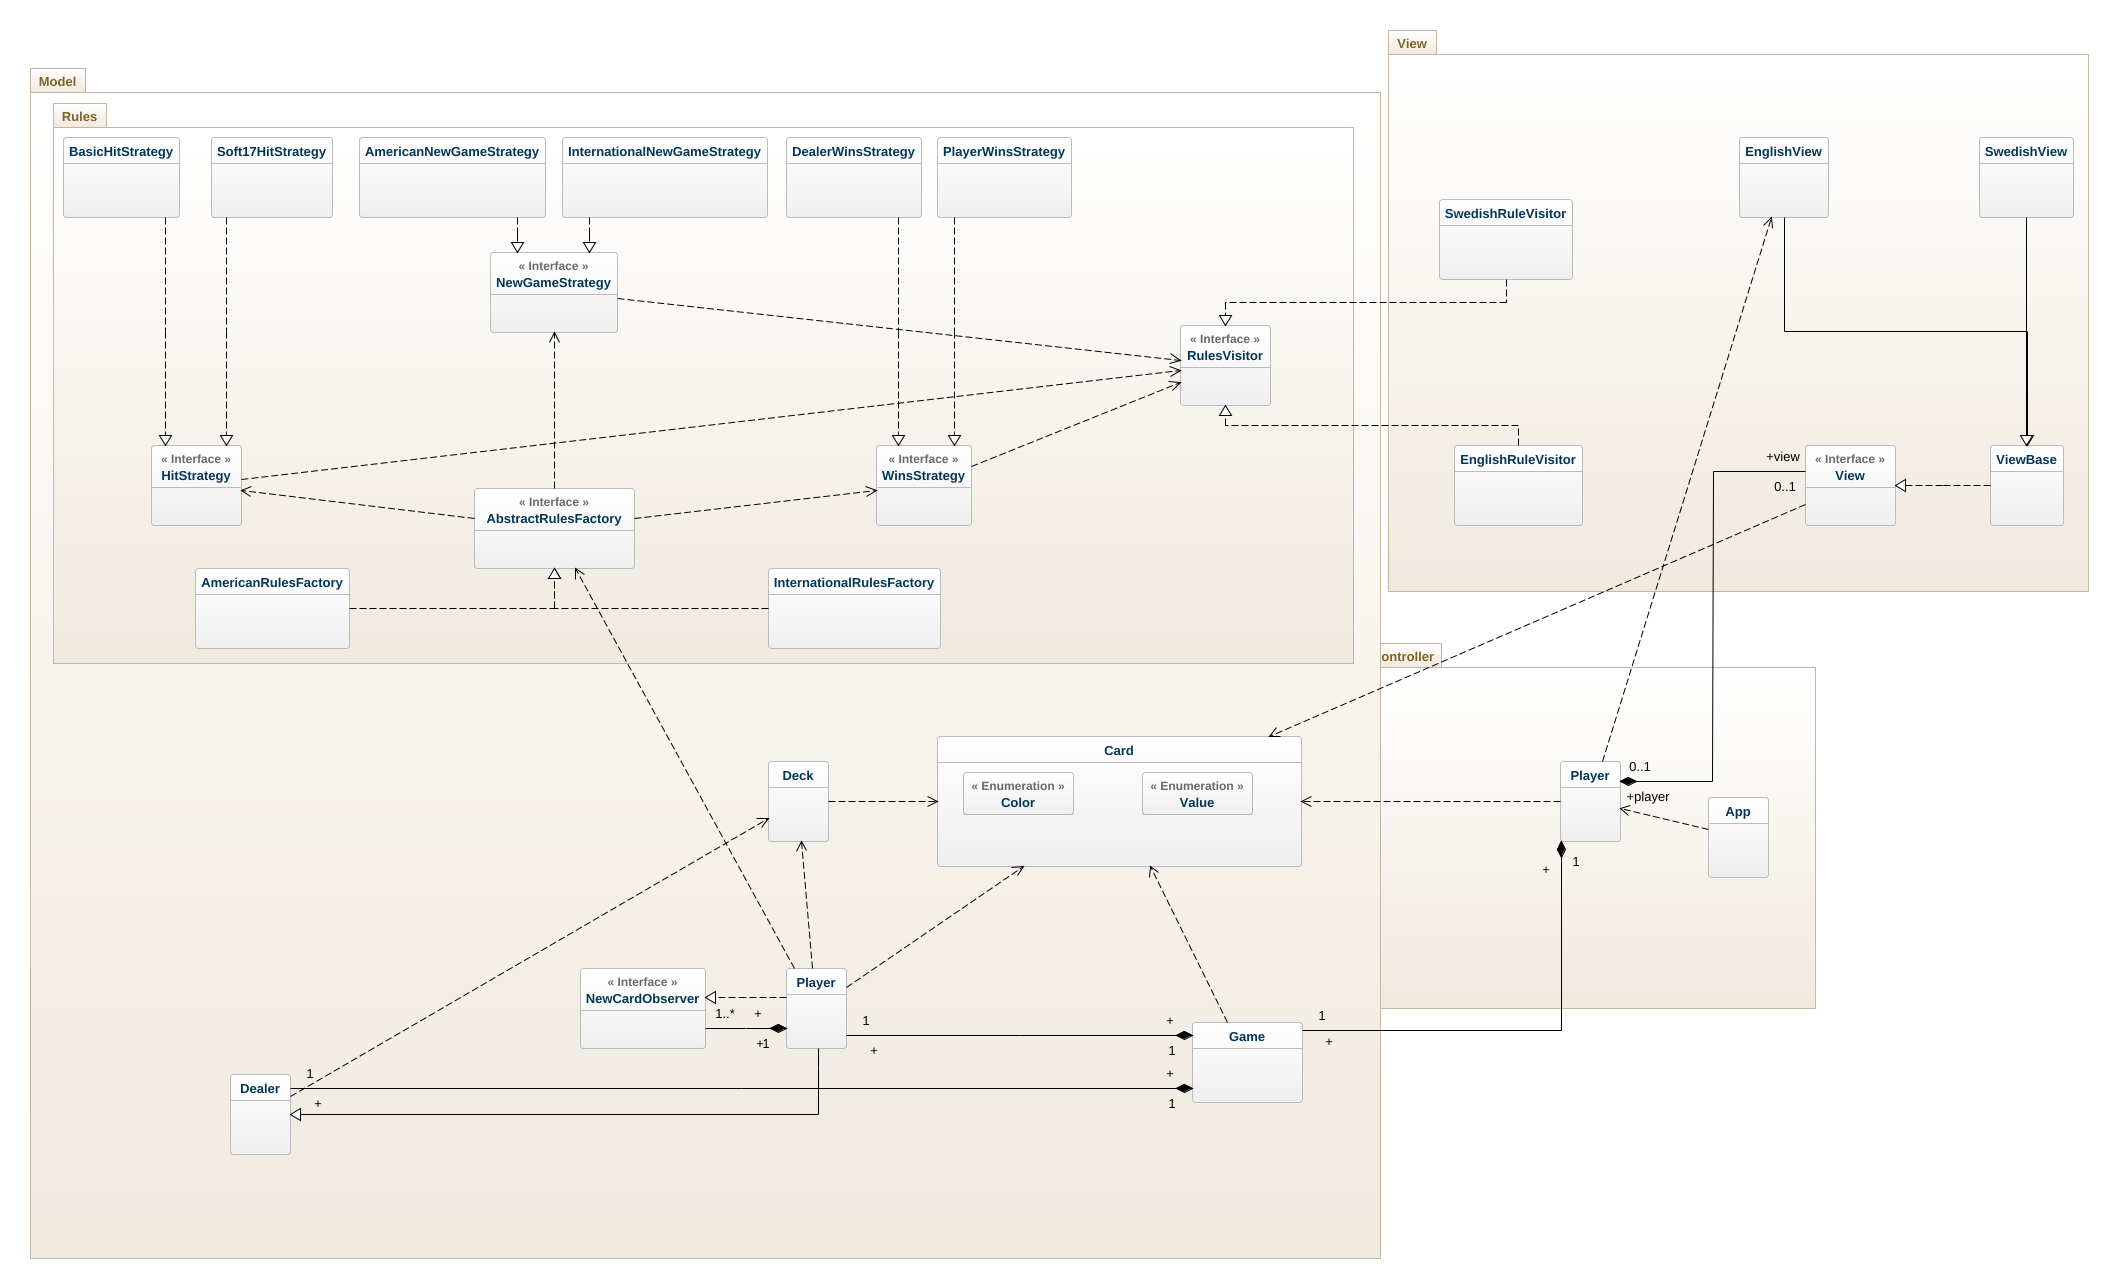 View
Model
Rules
BasicHitStrategy
Soft17HitStrategy
AmericanNewGameStrategy
InternationalNewGameStrategy
DealerWinsStrategy
PlayerWinsStrategy
EnglishView
SwedishView
SwedishRuleVisitor
« Interface »
NewGameStrategy
« Interface »
RulesVisitor
« Interface »
HitStrategy
« Interface »
WinsStrategy
EnglishRuleVisitor
+view
0..1
« Interface »
View
ViewBase
« Interface »
AbstractRulesFactory
AmericanRulesFactory
InternationalRulesFactory
ontroller
Card
Deck
« Enumeration »
Color
« Enumeration »
Value
Player
0..1
+player
App
+
1
« Interface »
NewCardObserver
Player
1..*
+
+1
1
+
+
1
Game
1
+
Dealer
1
+
+
1